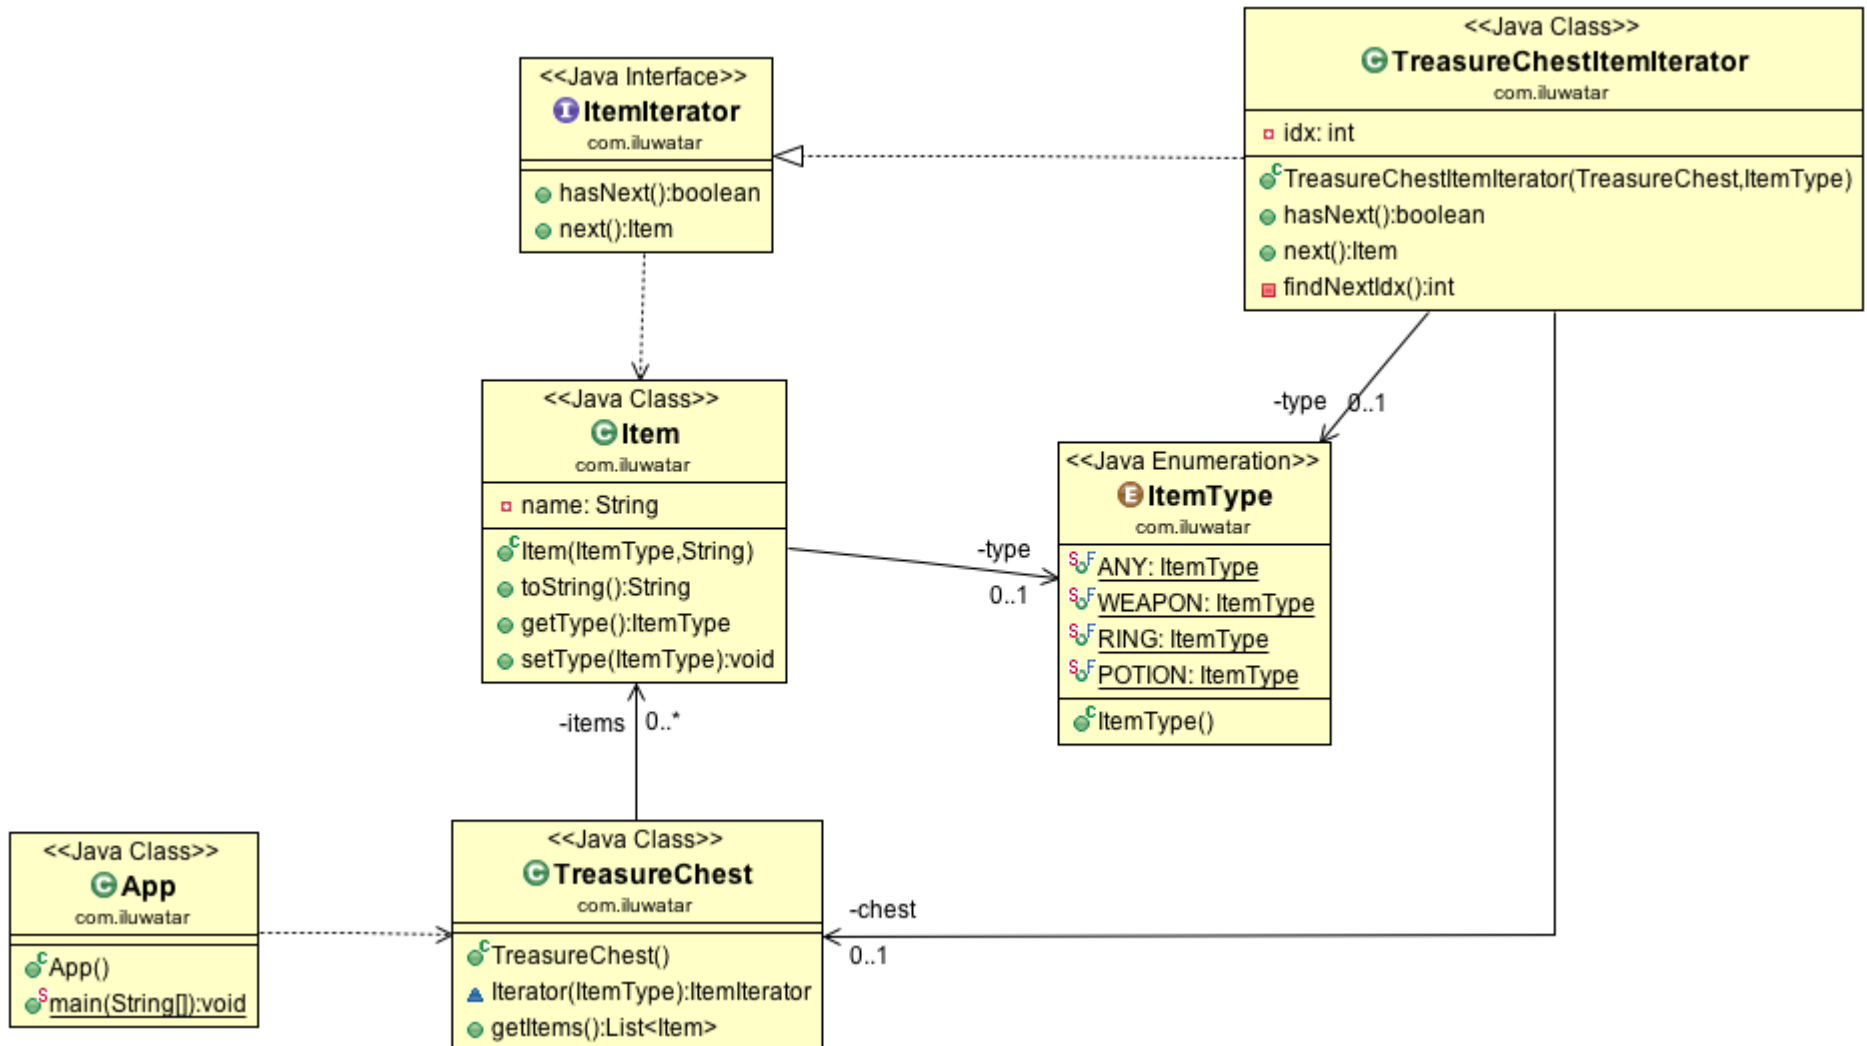 <<Java Interface>>
ItemIterator
com.iluwatar
hasNext():boolean
next():Item
<<Java Class>>
TreasureChestItemIterator
com.iluwatar
idx: int
TreasureChestItemIterator(TreasureChest,ItemType)
hasNext():boolean
next():Item
findNextIdx():int
-type
0..1
<<Java Class>>
Item
com.iluwatar
name: String
Item(ItemType,String)
toString():String
getType():ItemType
setType(ItemType):void
-type
0..1
<<Java Enumeration>>
ItemType
com.iluwatar
ANY: ItemType
WEAPON: ItemType
RING: ItemType
POTION: ItemType
ItemType()
-items
0..*
<<Java Class>>
App
com.iluwatar
App()
main(String[]):void
<<Java Class>>
TreasureChest
com.iluwatar
TreasureChest()
Iterator(ItemType):ItemIterator
getItems():List<Item>
-chest
0..1